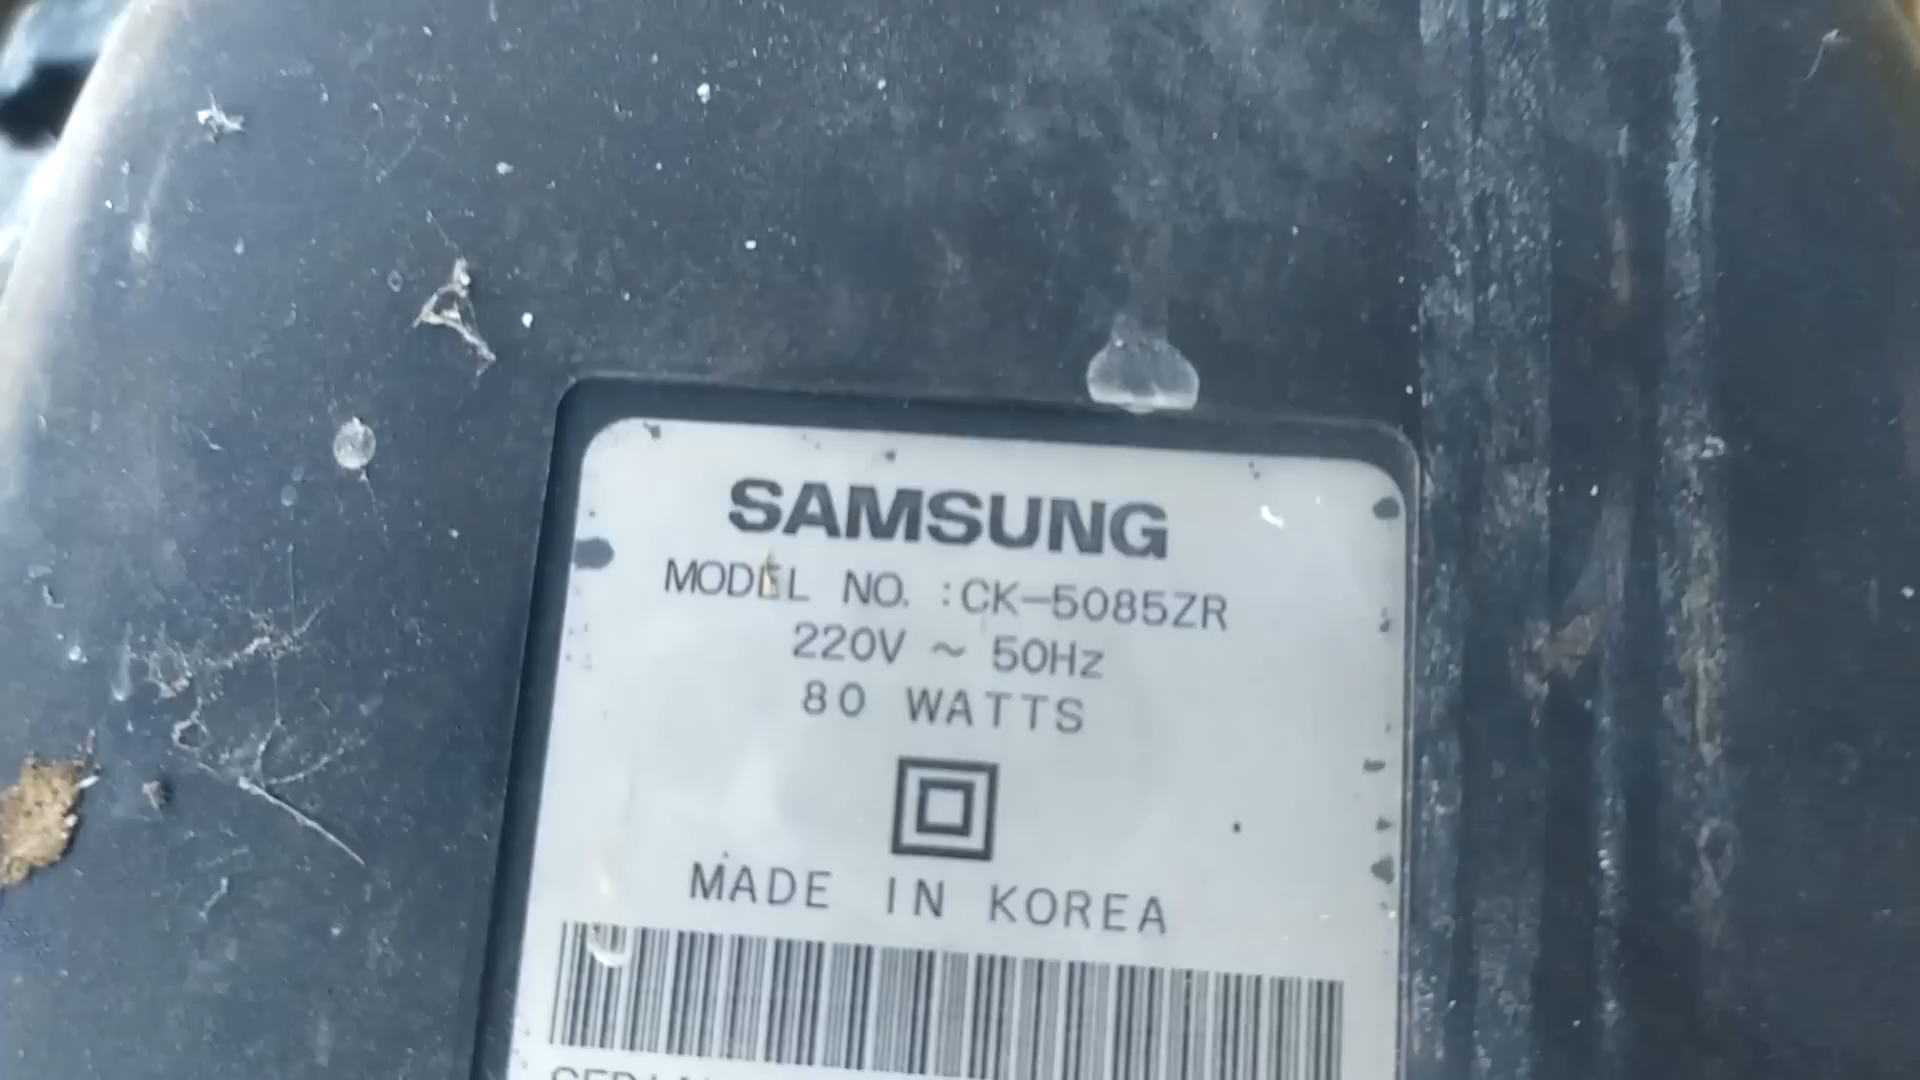 SAMSUNG
MODEL NO. :CK-5085ZR
220V ~ 50Hz
80 WATTS
MADE IN KOREA